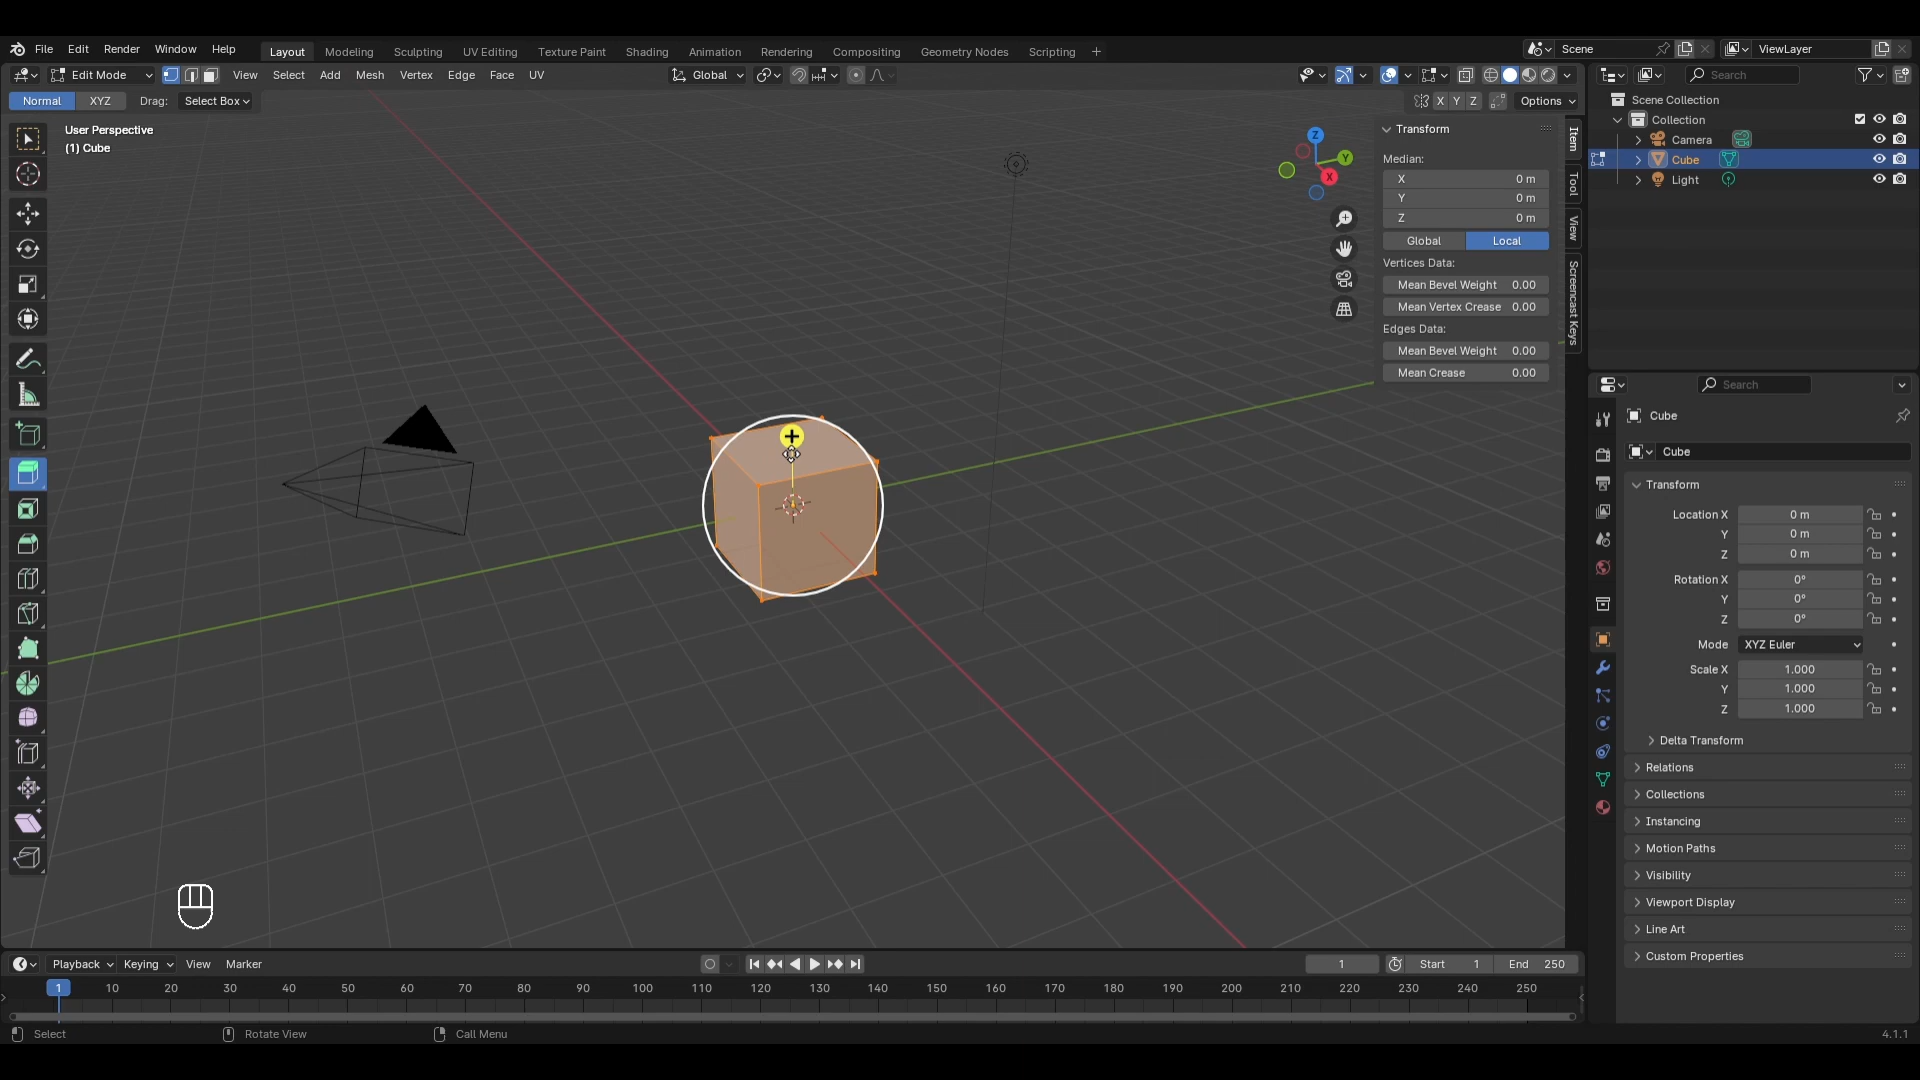 File Edit Render Window Help Layout Modeling Sculpting UV Editing Texture Paint Shading Animation Rendering Compositing Geometry Nodes Scripting + Scene ViewLayer
Edit Mode View Select Add Mesh Vertex Edge Face UV Global Search
Normal XYZ Drag: Select Box X Y Z Options
User Perspective
(1) Cube
Z
Y
X
Transform
Median:
X 0 m
Y 0 m
Z 0 m
Global Local
Vertices Data:
Mean Bevel Weight 0.00
Mean Vertex Crease 0.00
Edges Data:
Mean Bevel Weight 0.00
Mean Crease 0.00
Item
Tool
View
Screencast Keys
Scene Collection
Collection
Camera
Cube
Light
Search
Cube
Cube
Transform
Location X 0 m
Y 0 m
Z 0 m
Rotation X 0°
Y 0°
Z 0°
Mode XYZ Euler
Scale X 1.000
Y 1.000
Z 1.000
Delta Transform
Relations
Collections
Instancing
Motion Paths
Visibility
Viewport Display
Line Art
Custom Properties
Playback Keying View Marker 1 Start 1 End 250
1 10 20 30 40 50 60 70 80 90 100 110 120 130 140 150 160 170 180 190 200 210 220 230 240 250
Select Rotate View Call Menu 4.1.1